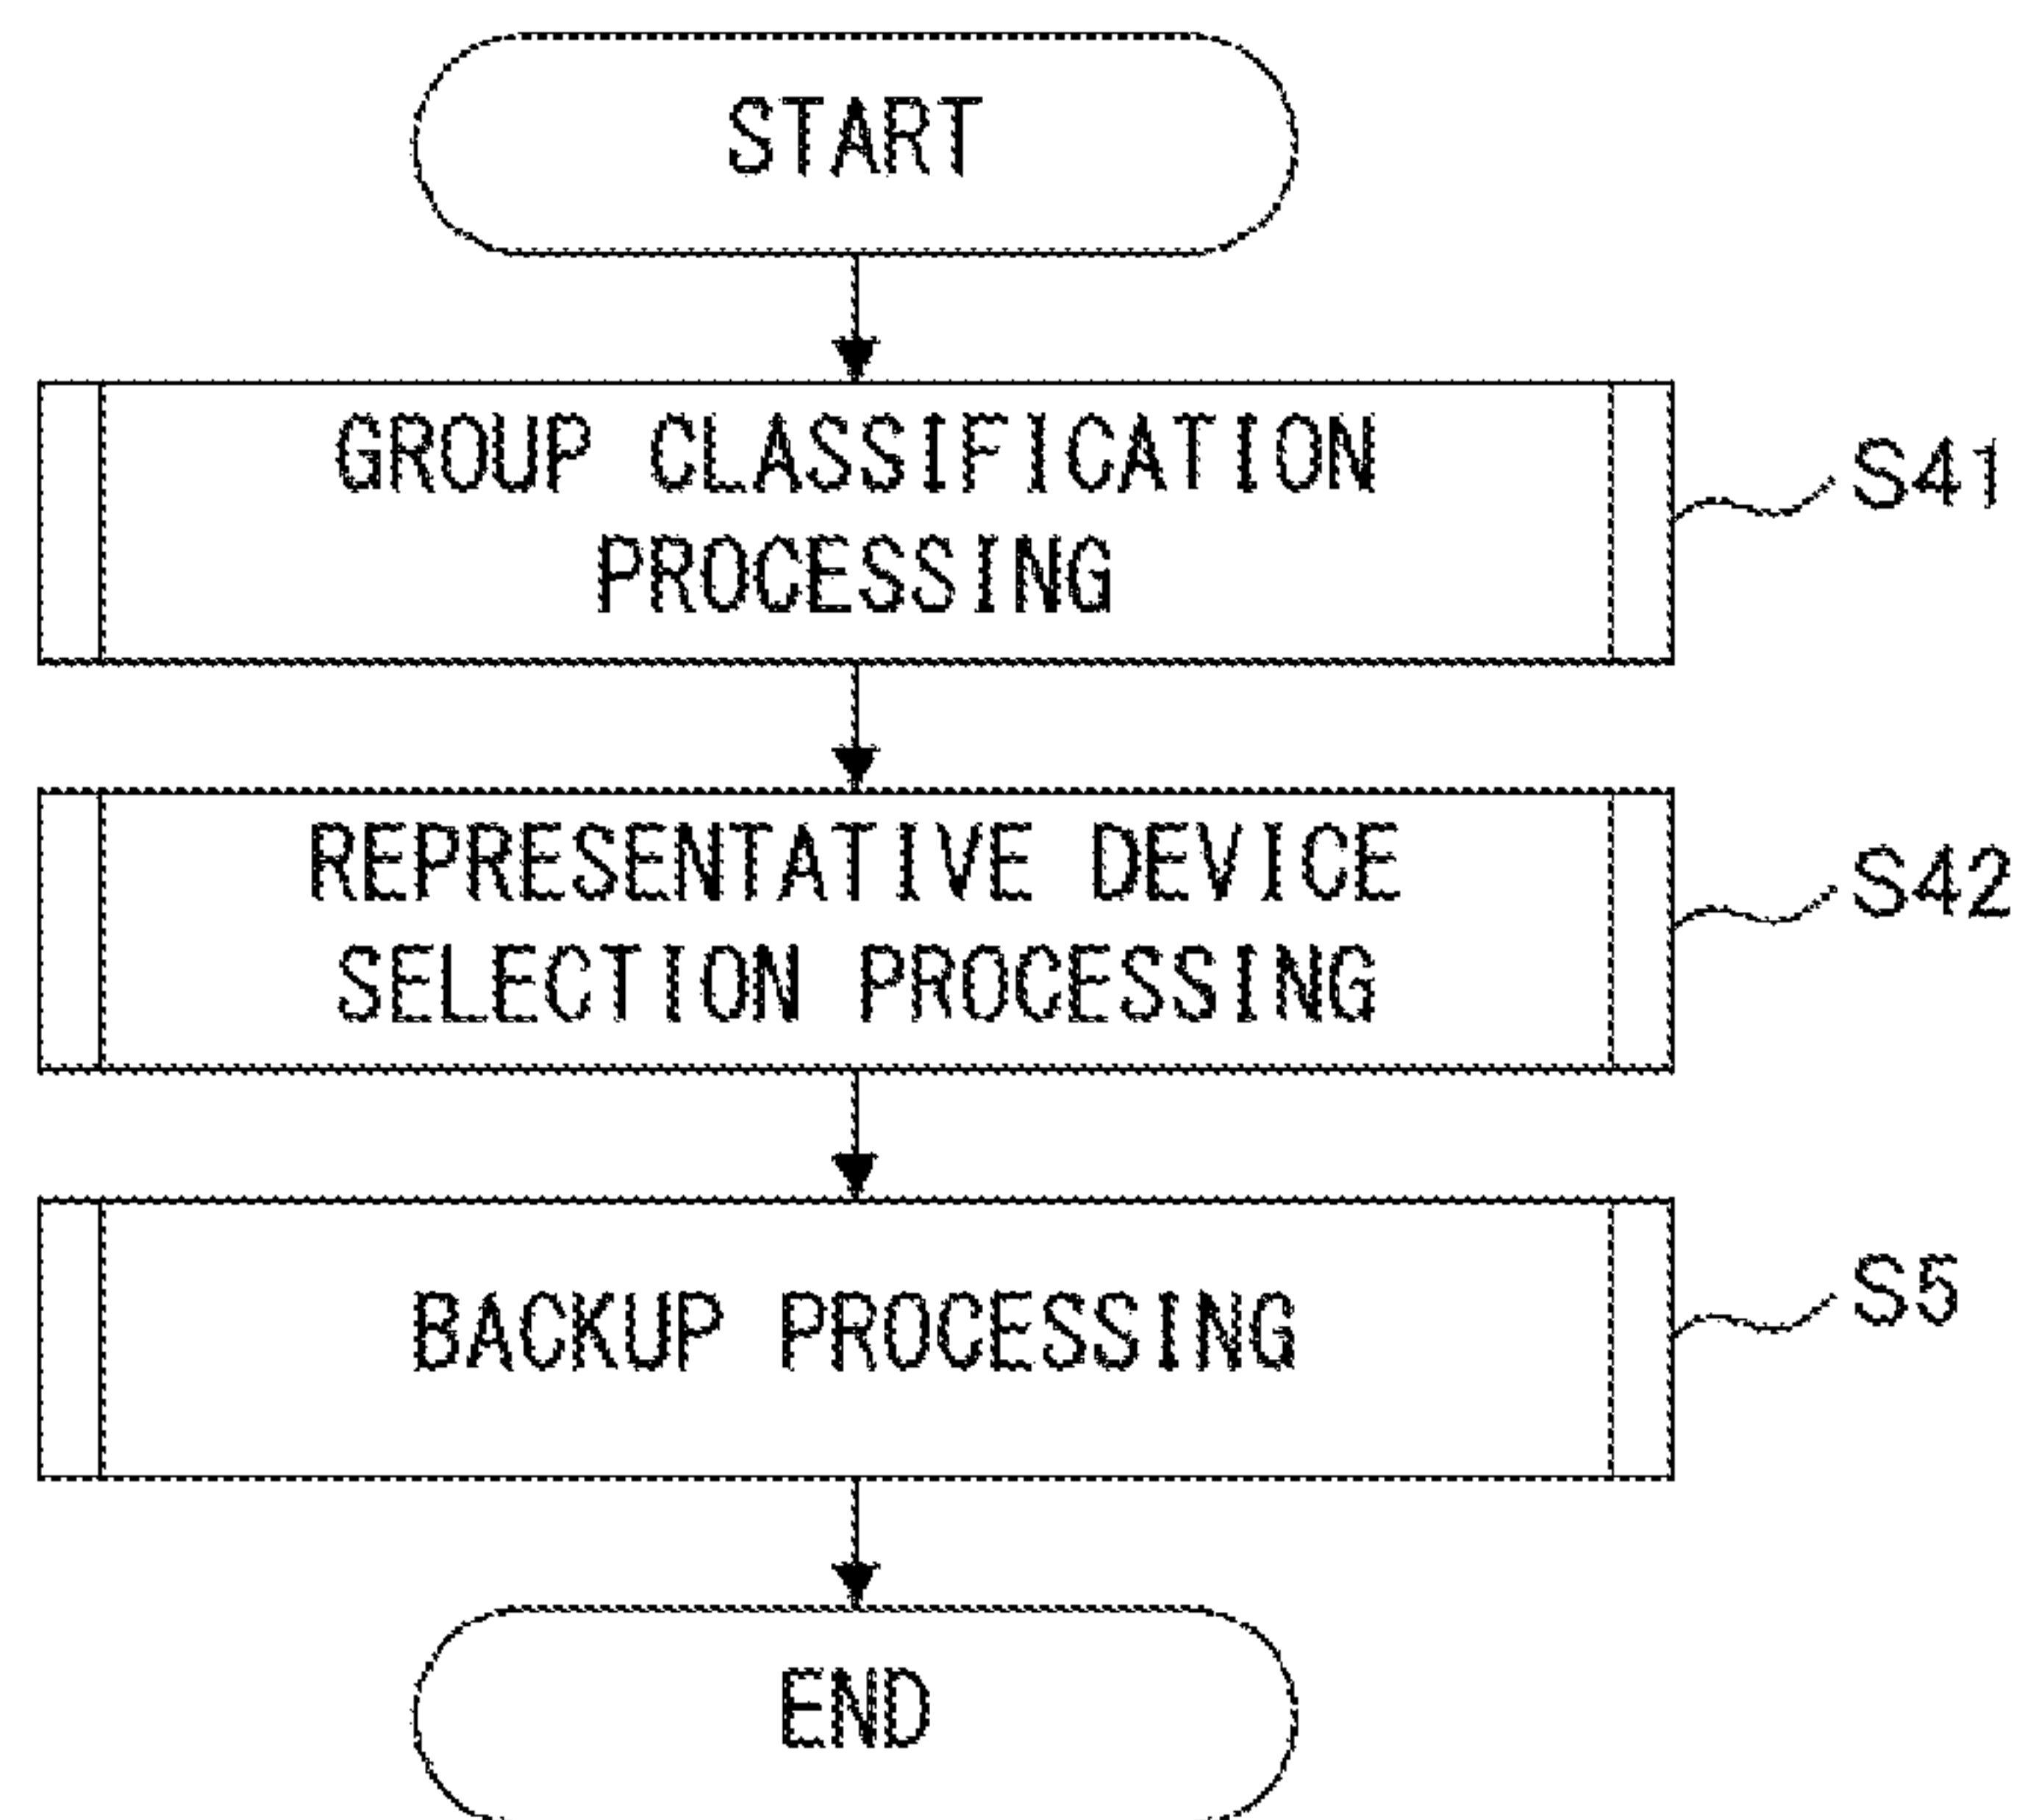 START
GROUP CLASSIFICATION
PROCESSING
S41
REPRESENTATIVE DEVICE
SELECTION PROCESSING
S42
BACKUP PROCESSING
S5
END